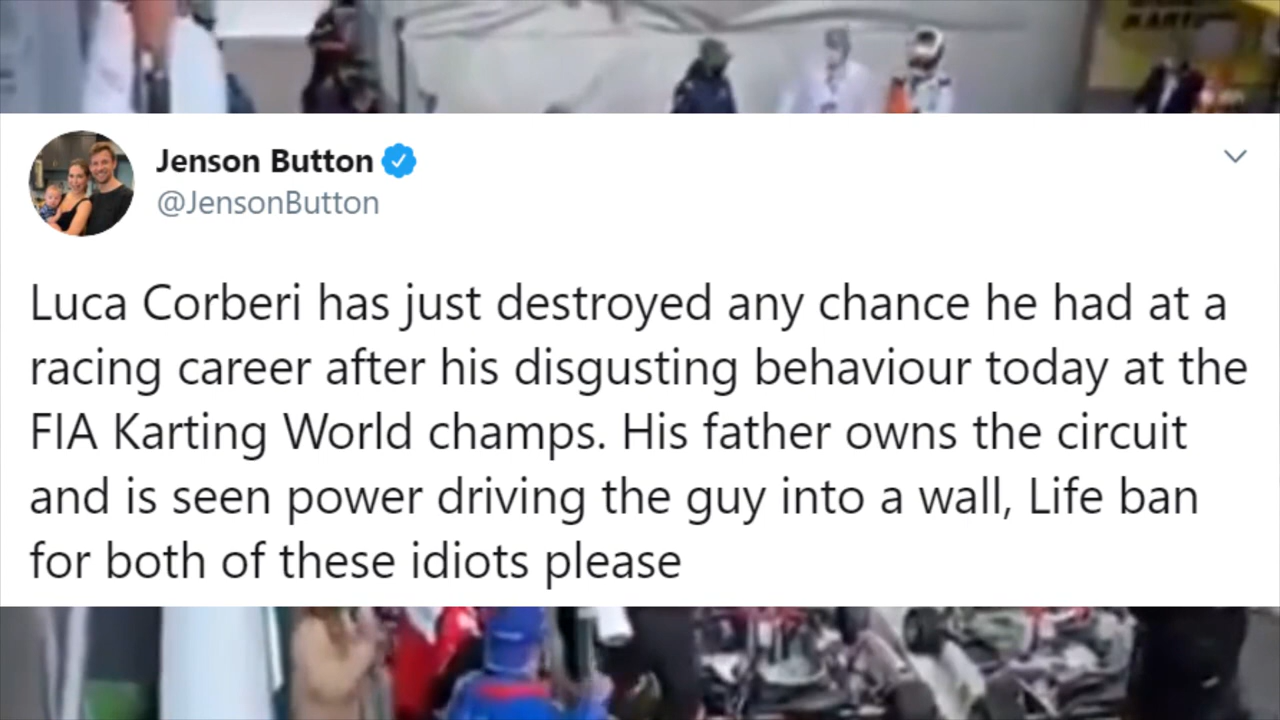 Jenson Button
@JensonButton
Luca Corberi has just destroyed any chance he had at a
racing career after his disgusting behaviour today at the
FIA Karting World champs. His father owns the circuit
and is seen power driving the guy into a wall, Life ban
for both of these idiots please